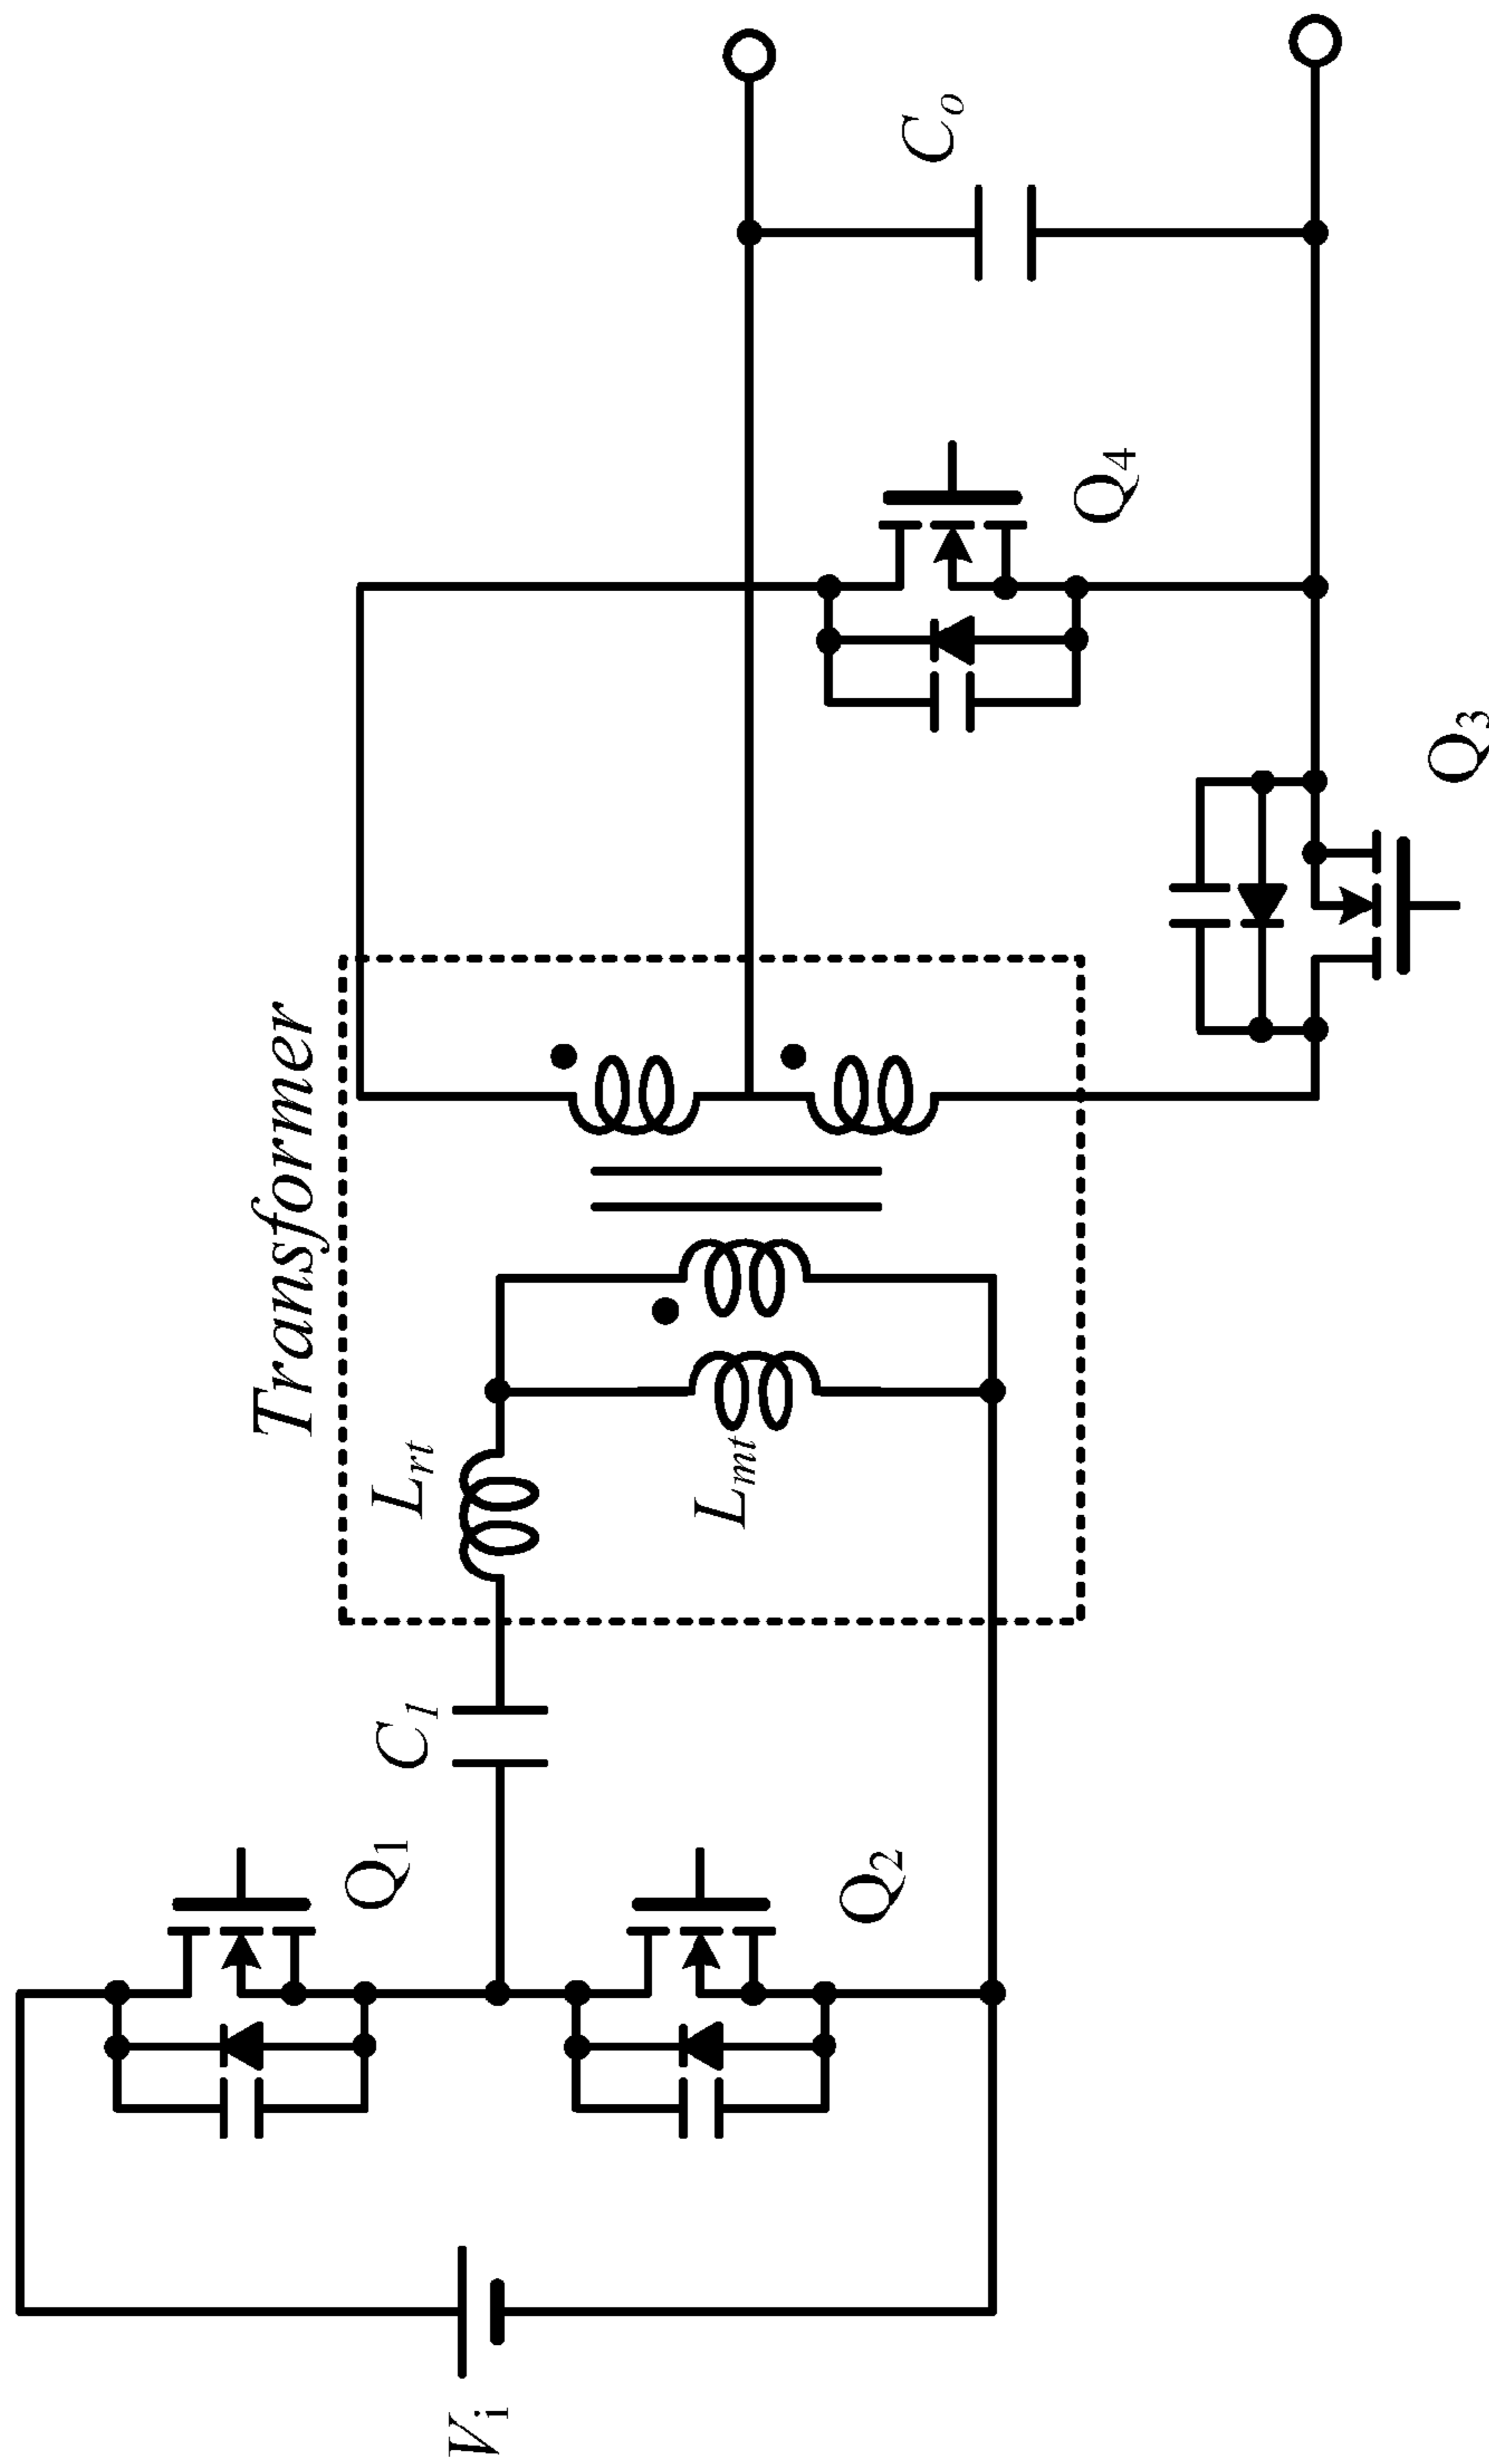 Transformer
V_i
Q_1
Q_2
C_1
L_rt
L_mt
Q_3
Q_4
C_o